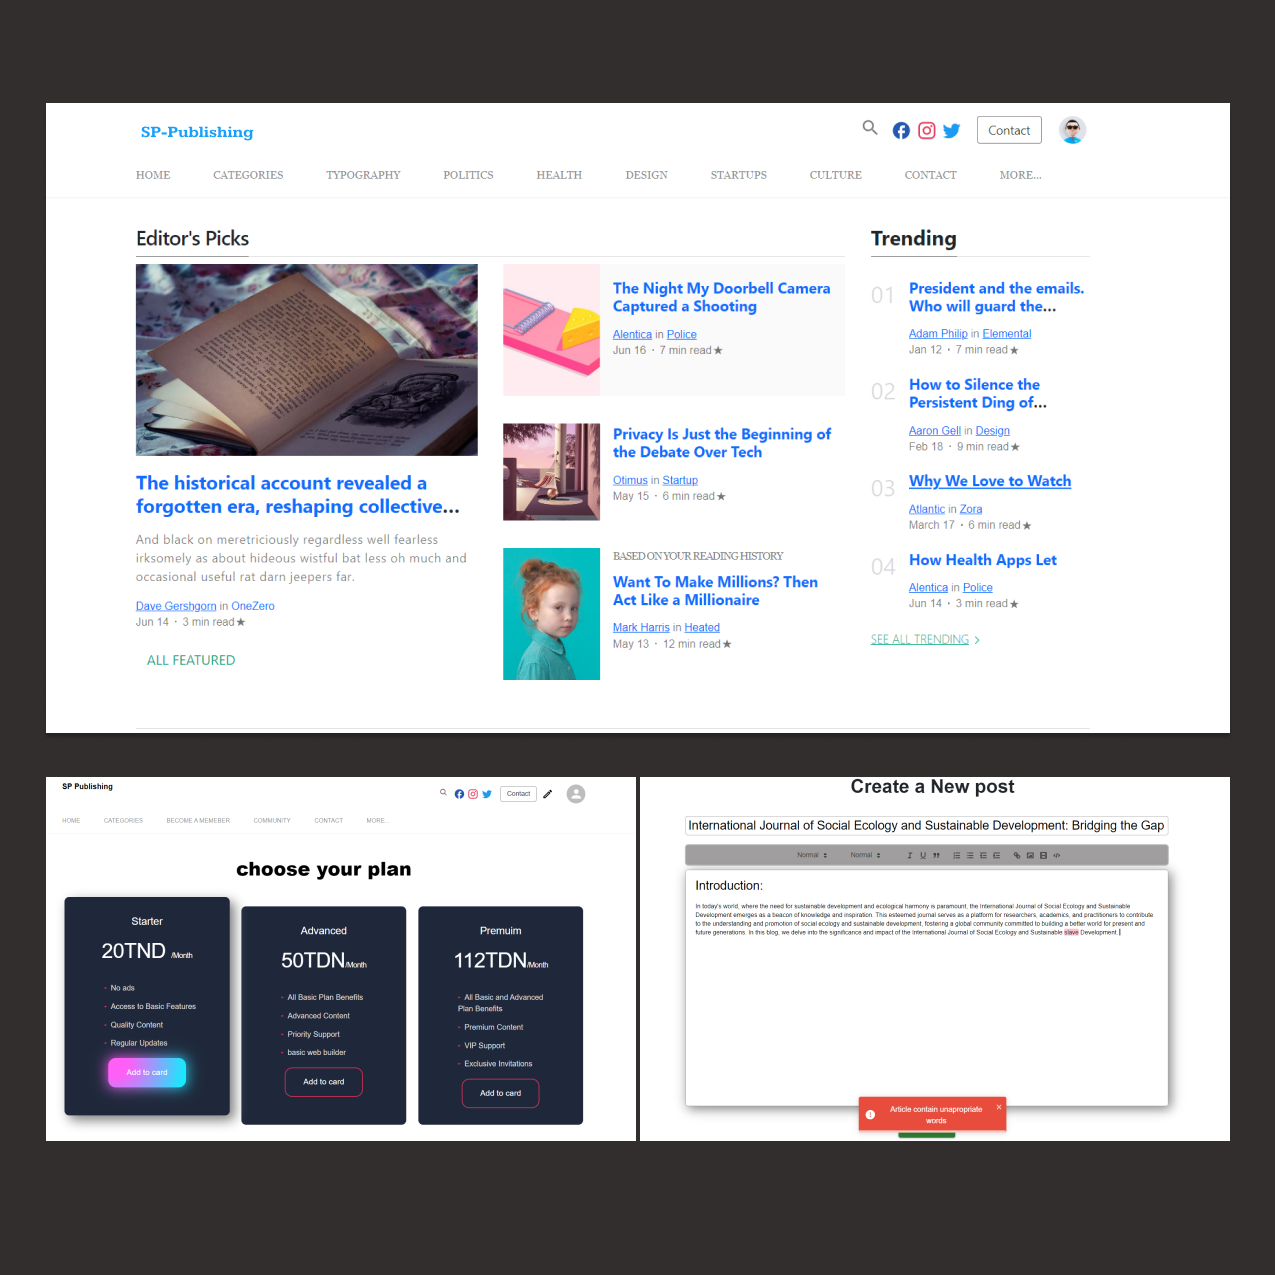 SP-Publishing
Contact
HOME CATEGORIES TYPOGRAPHY POLITICS HEALTH DESIGN STARTUPS CULTURE CONTACT MORE...
Editor's Picks
The historical account revealed a
forgotten era, reshaping collective...
And black on meretriciously regardless well fearless
irksomely as about hideous wistful bat less oh much and
occasional useful rat darn jeepers far.
Dave Gershgorn in OneZero
Jun 14 · 3 min read★
ALL FEATURED
The Night My Doorbell Camera
Captured a Shooting
Alentica in Police
Jun 16 · 7 min read★
Privacy Is Just the Beginning of
the Debate Over Tech
Otimus in Startup
May 15 · 6 min read★
BASED ON YOUR READING HISTORY
Want To Make Millions? Then
Act Like a Millionaire
Mark Harris in Heated
May 13 · 12 min read★
Trending
01
President and the emails.
Who will guard the...
Adam Philip in Elemental
Jan 12 · 7 min read★
02
How to Silence the
Persistent Ding of...
Aaron Gell in Design
Feb 18 · 9 min read★
03
Why We Love to Watch
Atlantic in Zora
March 17 · 6 min read★
04
How Health Apps Let
Alentica in Police
Jun 14 · 3 min read★
SEE ALL TRENDING >
SP Publishing
Contact
HOME CATEGORIES BECOME A MEMEBER COMMUNITY CONTACT MORE...
choose your plan
Starter
20TND /Month
No ads
Access to Basic Features
Quality Content
Regular Updates
Add to card
Advanced
50TDN/Month
All Basic Plan Benefits
Advanced Content
Priority Support
basic web builder
Add to card
Premuim
112TDN/Month
All Basic and Advanced
Plan Benefits
Premium Content
VIP Support
Exclusive Invitations
Add to card
Create a New post
International Journal of Social Ecology and Sustainable Development: Bridging the Gap
Normal Normal
Introduction:
In today's world, where the need for sustainable development and ecological harmony is paramount, the International Journal of Social Ecology and Sustainable
Development emerges as a beacon of knowledge and inspiration. This esteemed journal serves as a platform for researchers, academics, and practitioners to contribute
to the understanding and promotion of social ecology and sustainable development, fostering a global community committed to building a better world for present and
future generations. In this blog, we delve into the significance and impact of the International Journal of Social Ecology and Sustainable slave Development.
Article contain unapropriate
words